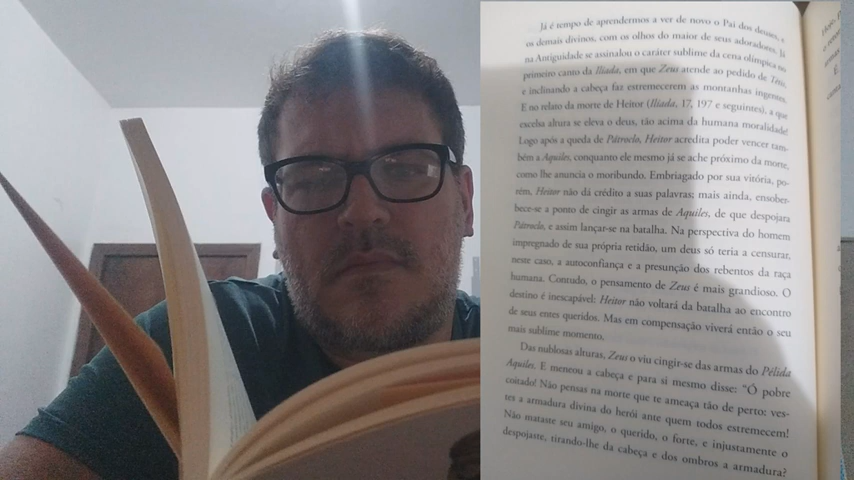 Já é tempo de aprendermos a ver de novo o Pai dos deuses, e
os demais divinos, com os olhos do maior de seus adoradores. Já
na Antiguidade se assinalou o caráter sublime da cena olímpica no
primeiro canto da Ilíada, em que Zeus atende ao pedido de Tétis,
e inclinando a cabeça faz estremecerem as montanhas ingentes.
E no relato da morte de Heitor (Ilíada, 17, 197 e seguintes), a que
excelsa altura se eleva o deus, tão acima da humana moralidade!
Logo após a queda de Pátroclo, Heitor acredita poder vencer tam-
bém a Aquiles, conquanto ele mesmo já se ache próximo da morte,
como lhe anuncia o moribundo. Embriagado por sua vitória, po-
rém, Heitor não dá crédito a suas palavras; mais ainda, ensober-
bece-se a ponto de cingir as armas de Aquiles, de que despojara
Pátroclo, e assim lançar-se na batalha. Na perspectiva do homem
impregnado de sua própria retidão, um deus só teria a censurar,
neste caso, a autoconfiança e a presunção dos rebentos da raça
humana. Contudo, o pensamento de Zeus é mais grandioso. O
destino é inescapável: Heitor não voltará da batalha ao encontro
de seus entes queridos. Mas em compensação viverá então o seu
mais sublime momento.
Das nublosas alturas, Zeus o viu cingir-se das armas do Pélida
Aquiles. E meneou a cabeça e para si mesmo disse: "Ó pobre
coitado! Não pensas na morte que te ameaça tão de perto: ves-
tes a armadura divina do herói ante quem todos estremecem!
Não mataste seu amigo, o querido, o forte, e injustamente o
despojaste, tirando-lhe da cabeça e dos ombros a armadura?